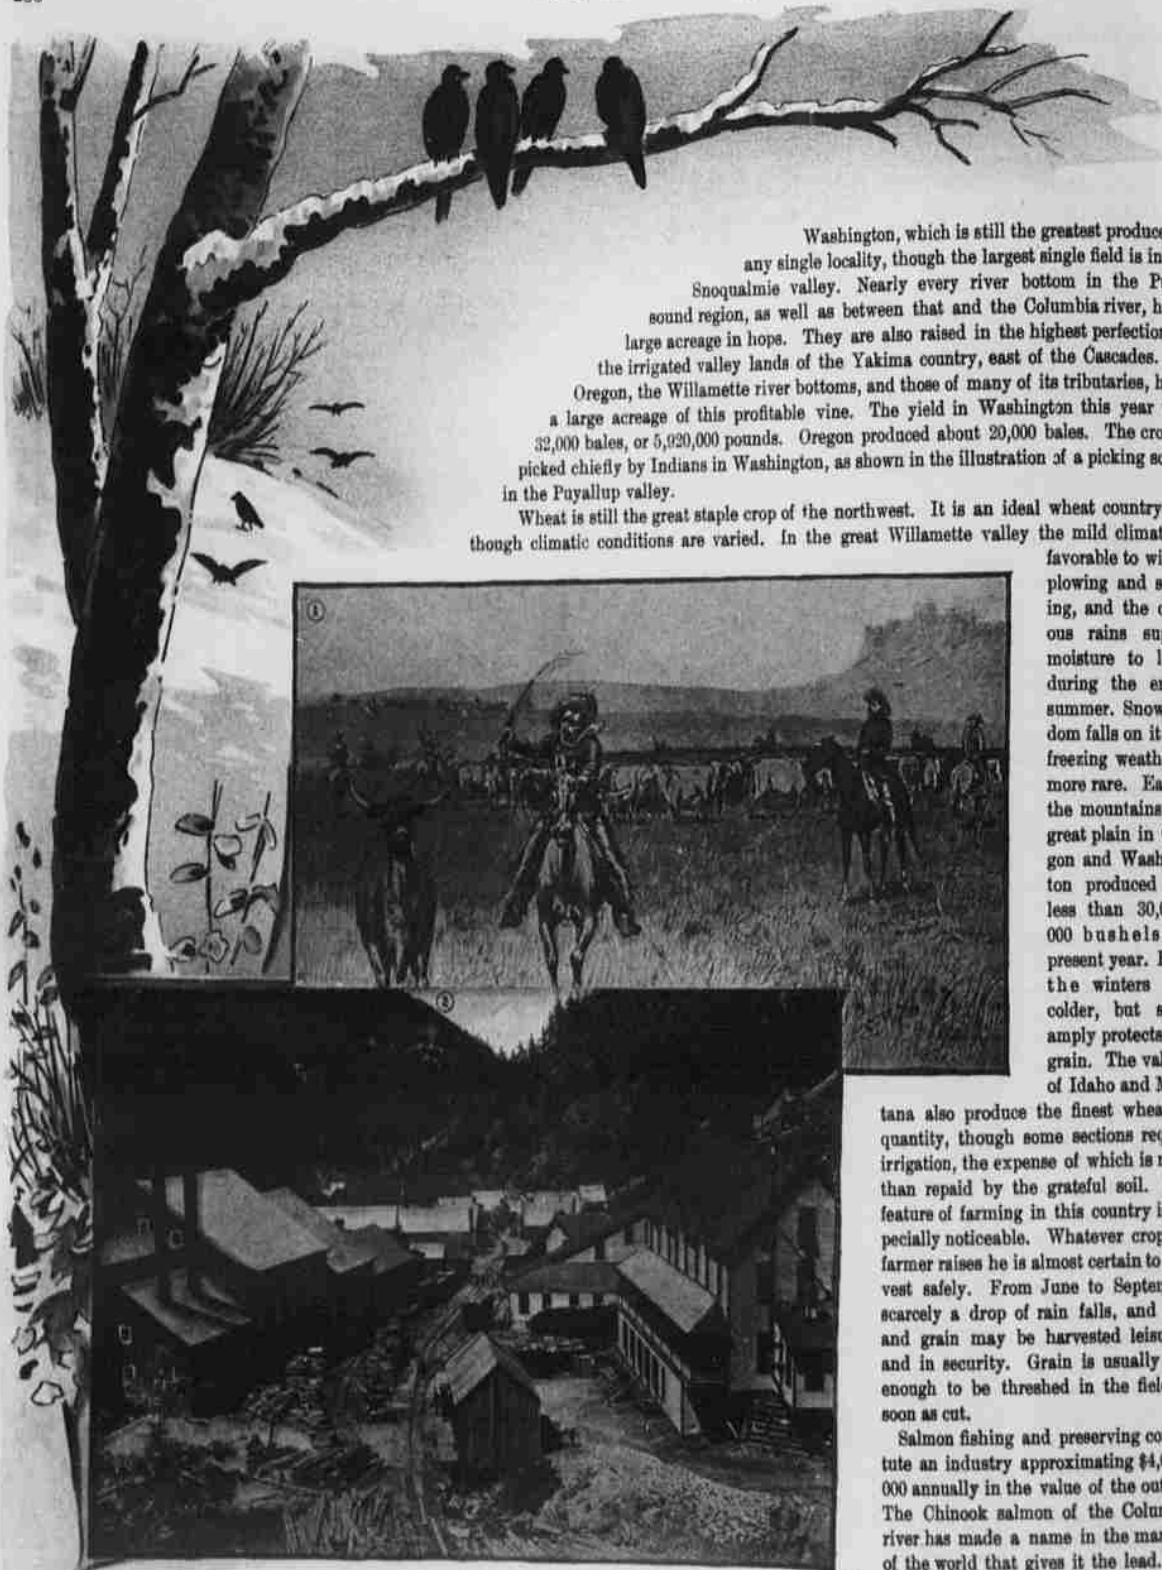 Washington, which is still the greatest produce
any single locality, though the largest single field is in
Snoqualmie valley. Nearly every river bottom in the P
sound region, as well as between that and the Columbia river, h
large acreage in hops. They are also raised in the highest perfection
the irrigated valley lands of the Yakima country, east of the Cascades.
Oregon, the Willamette river bottoms, and those of many of its tributaries, h
a large acreage of this profitable vine. The yield in Washington this year
32,000 bales, or 5,920,000 pounds. Oregon produced about 20,000 bales. The cro
picked chiefly by Indians in Washington, as shown in the illustration of a picking sc
in the Puyallup valley.
Wheat is still the great staple crop of the northwest. It is an ideal wheat country
though climatic conditions are varied. In the great Willamette valley the mild climat
favorable to wi
plowing and s
ing, and the c
ous rains su
moisture to l
during the en
summer. Snow
dom falls on it
freezing weath
more rare. Ea
the mountains
great plain in
gon and Wash
ton produced
less than 30,
000 bushels
present year. I
the winters
colder, but s
amply protects
grain. The va
of Idaho and M
tana also produce the finest whea
quantity, though some sections req
irrigation, the expense of which is m
than repaid by the grateful soil.
feature of farming in this country i
pecially noticeable. Whatever crop
farmer raises he is almost certain to
vest safely. From June to Septem
scarcely a drop of rain falls, and
and grain may be harvested leisu
and in security. Grain is usually
enough to be threshed in the fiel
soon as cut.
Salmon fishing and preserving co
tute an industry approximating $4,
000 annually in the value of the out
The Chinook salmon of the Colum
river has made a name in the mar
of the world that gives it the lead.
1
2